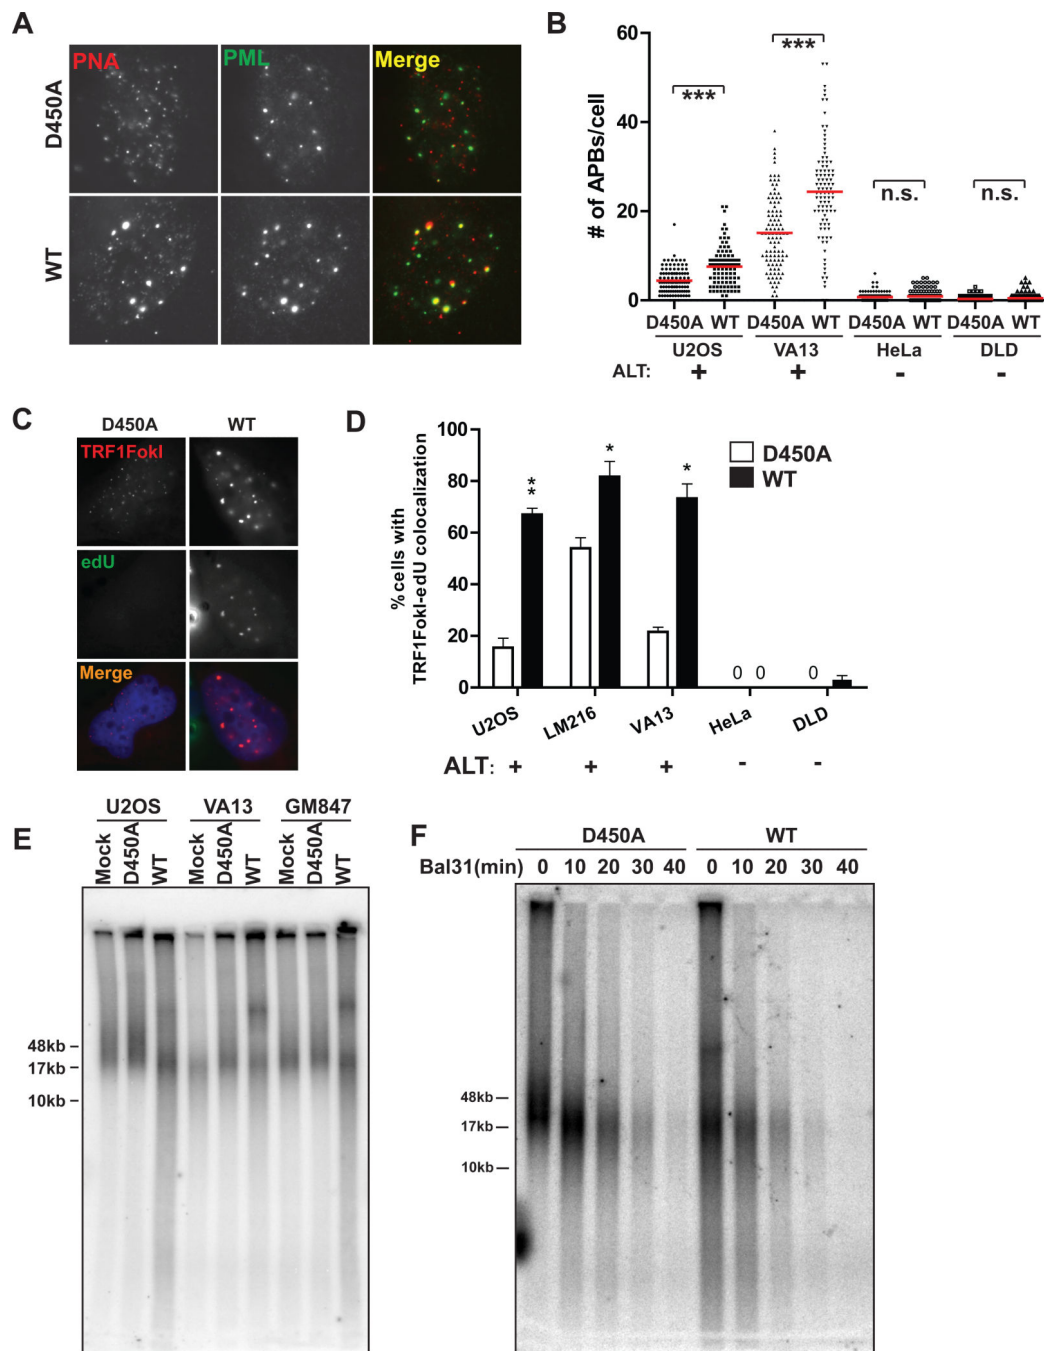 A
PNA PML Merge
D450A
WT
B
# of APBs/cell
60
40
20
0
*** *** n.s. n.s.
D450A WT D450A WT D450A WT D450A WT
U2OS VA13 HeLa DLD
ALT: + + - -
C
D450A WT
TRF1FokI
edU
Merge
D
% cells with
TRF1FokI-edU colocalization
100
80
60
40
20
0
** * *
0 0 0
D450A
WT
U2OS LM216 VA13 HeLa DLD
ALT: + + + - -
E
U2OS VA13 GM847
Mock D450A WT Mock D450A WT Mock D450A WT
48kb
17kb
10kb
F
D450A WT
Bal31(min) 0 10 20 30 40 0 10 20 30 40
48kb
17kb
10kb